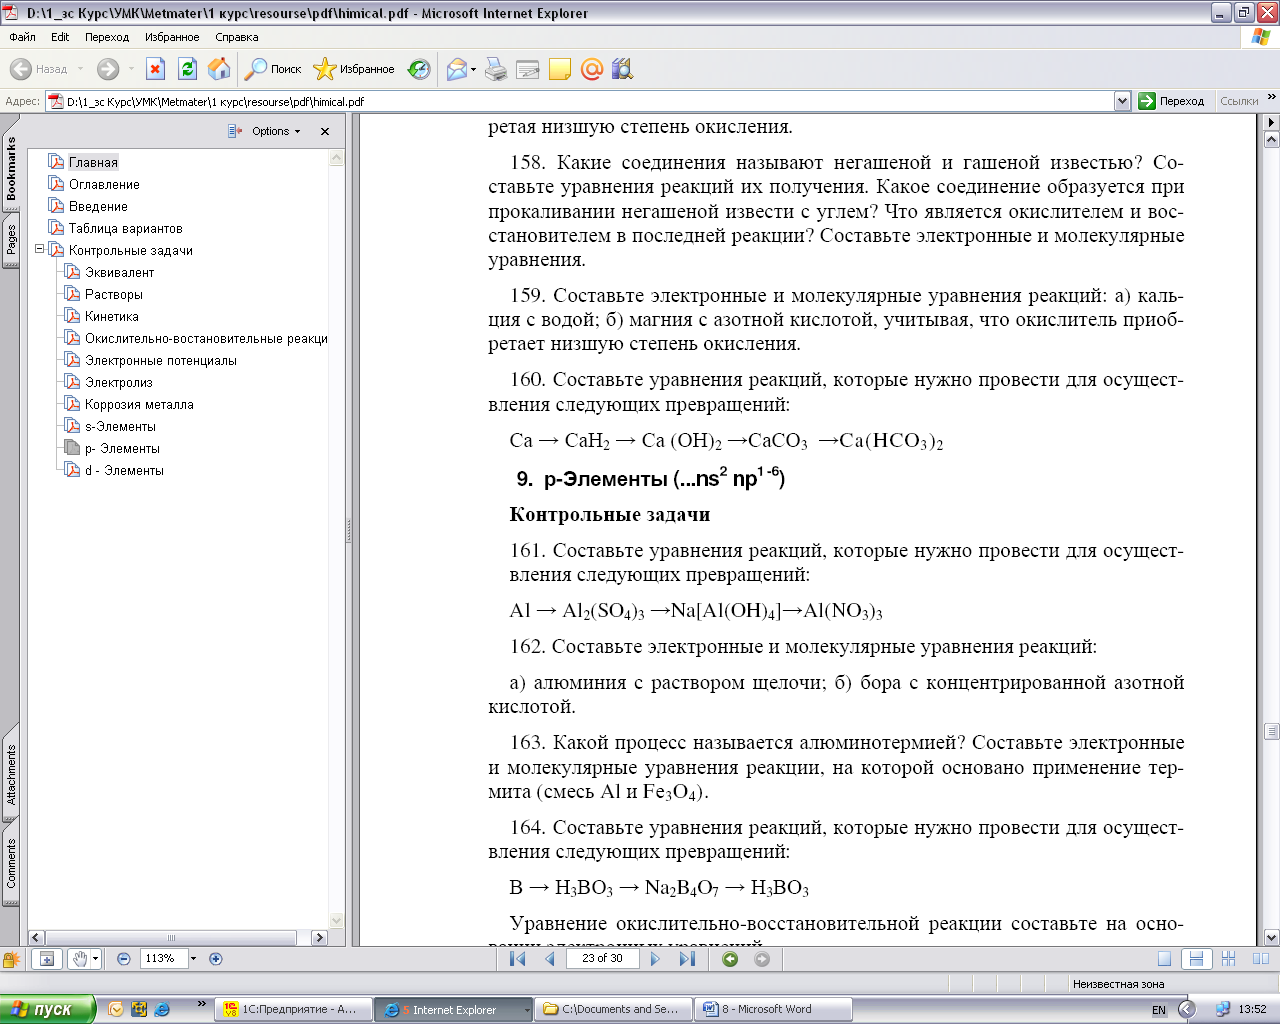 D:\1_зс Курс\УМК\Metmater\1 курс\resourse\pdf\himical.pdf - Microsoft Internet Explorer
Файл Edit Переход Избранное Справка
Назад Поиск Избранное
Адрес: D:\1_зс Курс\УМК\Metmater\1 курс\resourse\pdf\himical.pdf Переход Ссылки »
Options
Bookmarks
Pages
Attachments
Comments
Главная
Оглавление
Введение
Таблица вариантов
Контрольные задачи
Эквивалент
Растворы
Кинетика
Окислительно-востановительные реакци
Электронные потенциалы
Электролиз
Коррозия металла
s-Элементы
p- Элементы
d - Элементы
ретая низшую степень окисления.
158. Какие соединения называют негашеной и гашеной известью? Со-
ставьте уравнения реакций их получения. Какое соединение образуется при
прокаливании негашеной извести с углем? Что является окислителем и вос-
становителем в последней реакции? Составьте электронные и молекулярные
уравнения.
159. Составьте электронные и молекулярные уравнения реакций: а) каль-
ция с водой; б) магния с азотной кислотой, учитывая, что окислитель приоб-
ретает низшую степень окисления.
160. Составьте уравнения реакций, которые нужно провести для осущест-
вления следующих превращений:
Ca → CaH₂ → Ca (OH)₂ →CaCO₃ →Ca(HCO₃)₂
9. p-Элементы (...ns² np¹⁻⁶)
Контрольные задачи
161. Составьте уравнения реакций, которые нужно провести для осущест-
вления следующих превращений:
Al → Al₂(SO₄)₃ →Na[Al(OH)₄]→Al(NO₃)₃
162. Составьте электронные и молекулярные уравнения реакций:
а) алюминия с раствором щелочи; б) бора с концентрированной азотной
кислотой.
163. Какой процесс называется алюминотермией? Составьте электронные
и молекулярные уравнения реакции, на которой основано применение тер-
мита (смесь Al и Fe₃O₄).
164. Составьте уравнения реакций, которые нужно провести для осущест-
вления следующих превращений:
B → H₃BO₃ → Na₂B₄O₇ → H₃BO₃
Уравнение окислительно-восстановительной реакции составьте на осно-
вании электронных уравнений.
113% 23 of 30
Неизвестная зона
пуск » 1С:Предприятие - А... 5 Internet Explorer C:\Documents and Se... 8 - Microsoft Word EN 13:52